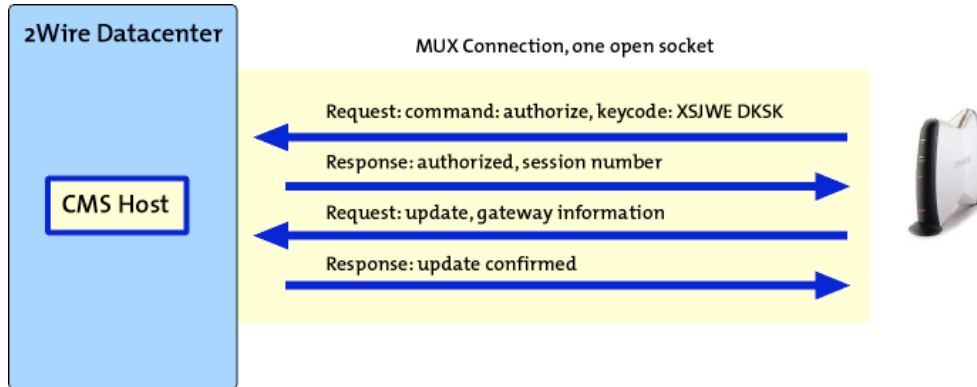 2Wire Datacenter
MUX Connection, one open socket
Request: command: authorize, keycode: XSJWE DKSK
Response: authorized, session number
CMS Host
Request: update, gateway information
Response: update confirmed